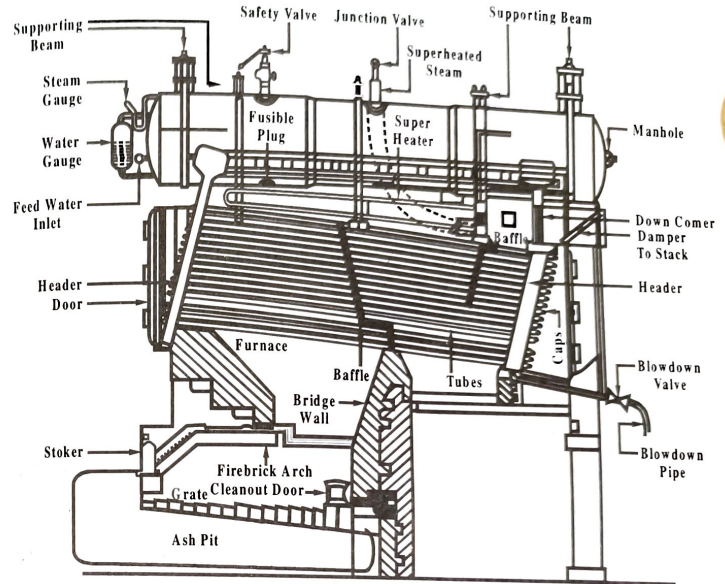 Supporting
Beam
Safety Valve
Junction Valve
Supporting Beam
Superheated
Steam
Steam
Gauge
A
Fusible
Plug
Super
Heater
Water
Gauge
Manhole
Feed Water
Inlet
Down Comer
Baffle
Damper
To Stack
Header
Door
Header
Caps
Furnace
Baffle
Tubes
Bridge
Wall
Blowdown
Valve
Stoker
Firebrick Arch
Cleanout Door
Grate
Blowdown
Pipe
Ash Pit